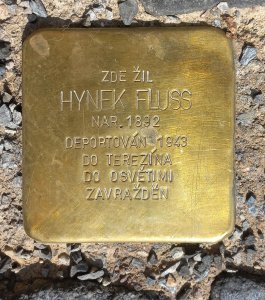 ZDE ŽIL
HYNEK FLUSS
NAR. 1892
DEPORTOVÁN 1943
DO TEREZÍNA
DO OSVĚTIMI
ZAVRAŽDĚN